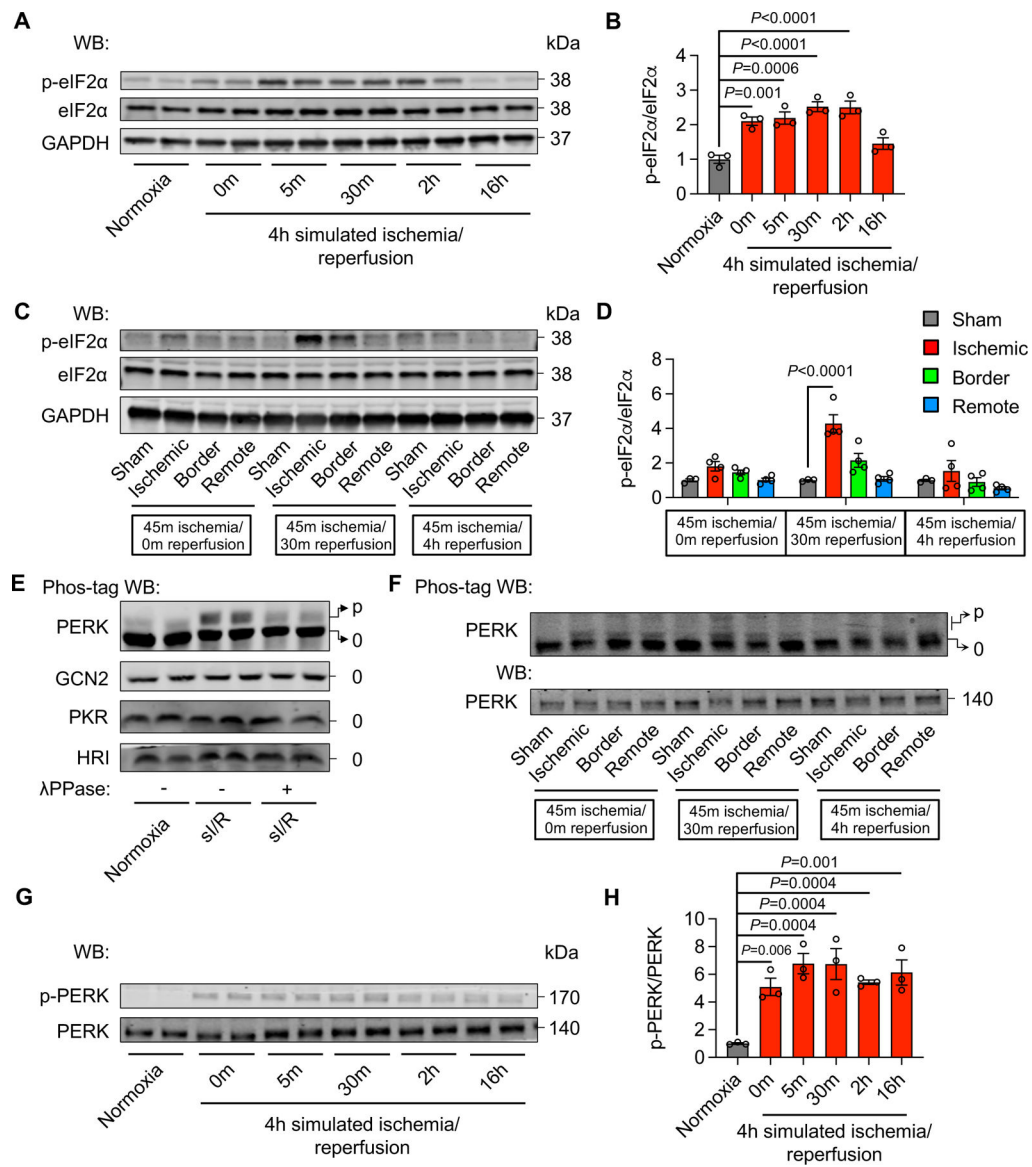 A
WB:
kDa
p-eIF2α
38
eIF2α
38
GAPDH
37
Normoxia
0m
5m
30m
2h
16h
4h simulated ischemia/
reperfusion
B
P<0.0001
P<0.0001
P=0.0006
P=0.001
p-eIF2α/eIF2α
4
3
2
1
0
Normoxia
0m
5m
30m
2h
16h
4h simulated ischemia/
reperfusion
C
WB:
kDa
p-eIF2α
38
eIF2α
38
GAPDH
37
Sham
Ischemic
Border
Remote
Sham
Ischemic
Border
Remote
Sham
Ischemic
Border
Remote
45m ischemia/
0m reperfusion
45m ischemia/
30m reperfusion
45m ischemia/
4h reperfusion
D
Sham
Ischemic
Border
Remote
P<0.0001
p-eIF2α/eIF2α
8
6
4
2
0
45m ischemia/
0m reperfusion
45m ischemia/
30m reperfusion
45m ischemia/
4h reperfusion
E
Phos-tag WB:
PERK
p
0
GCN2
0
PKR
0
HRI
0
λPPase:
-
-
+
Normoxia
sI/R
sI/R
F
Phos-tag WB:
PERK
p
0
WB:
PERK
140
Sham
Ischemic
Border
Remote
Sham
Ischemic
Border
Remote
Sham
Ischemic
Border
Remote
45m ischemia/
0m reperfusion
45m ischemia/
30m reperfusion
45m ischemia/
4h reperfusion
G
WB:
kDa
p-PERK
170
PERK
140
Normoxia
0m
5m
30m
2h
16h
4h simulated ischemia/
reperfusion
H
P=0.001
P=0.0004
P=0.0004
P=0.0004
P=0.006
p-PERK/PERK
10
8
6
4
2
0
Normoxia
0m
5m
30m
2h
16h
4h simulated ischemia/
reperfusion